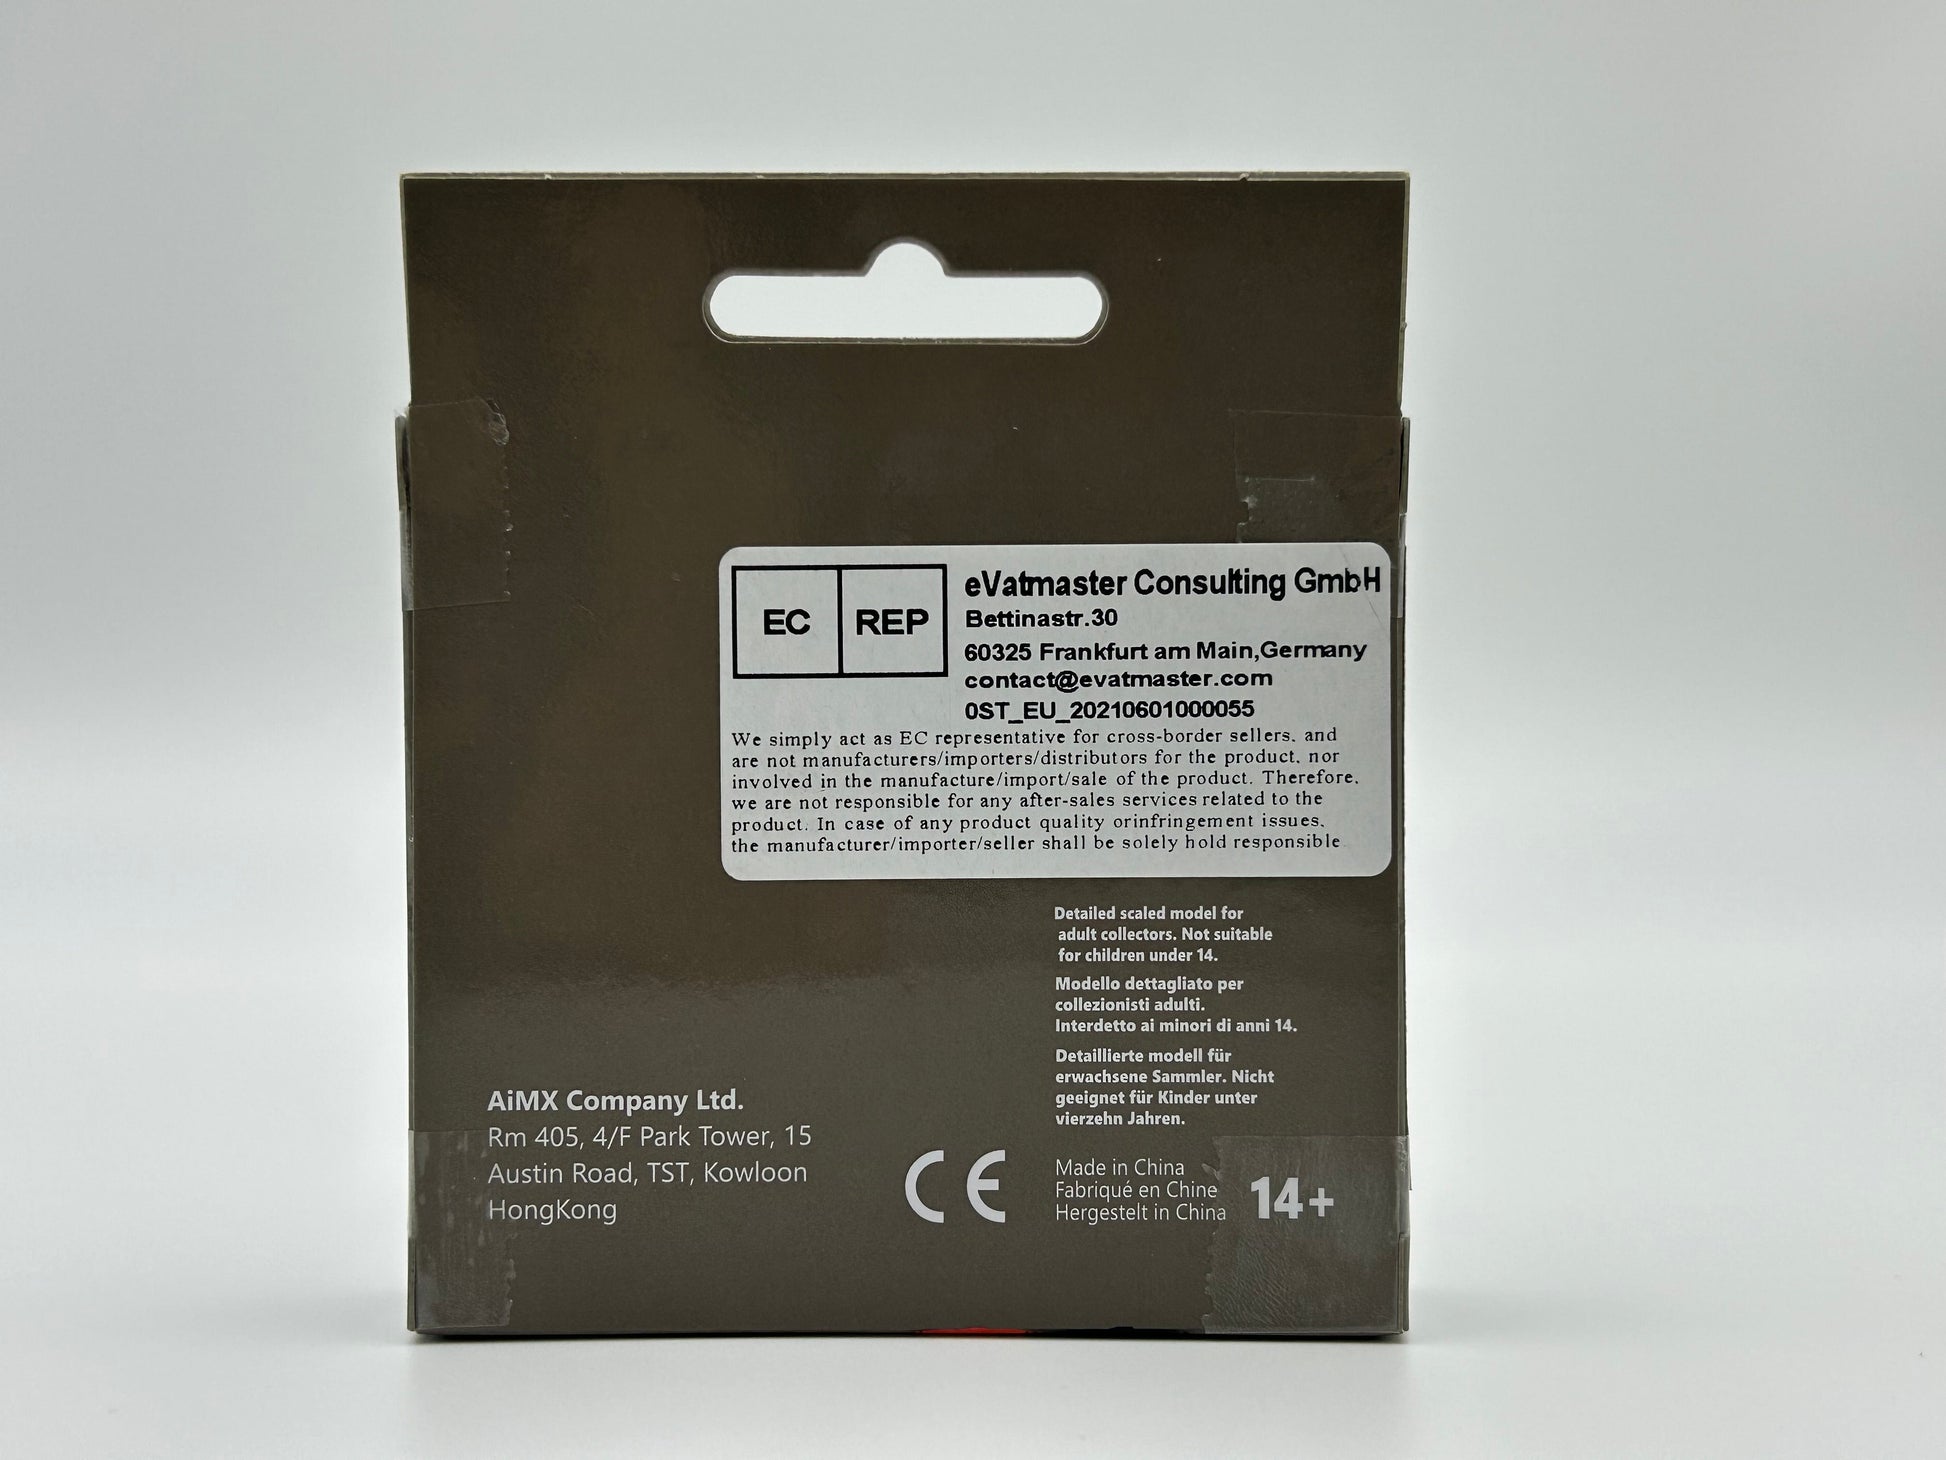 EC REP
eVatmaster Consulting GmbH
Bettinastr.30
60325 Frankfurt am Main,Germany
contact@evatmaster.com
0ST_EU_20210601000055
We simply act as EC representative for cross-border sellers, and
are not manufacturers/importers/distributors for the product, nor
involved in the manufacture/import/sale of the product. Therefore,
we are not responsible for any after-sales services related to the
product. In case of any product quality orinfringement issues,
the manufacturer/importer/seller shall be solely hold responsible.
Detailed scaled model for
adult collectors. Not suitable
for children under 14.
Modello dettagliato per
collezionisti adulti.
Interdetto ai minori di anni 14.
Detaillierte modell für
erwachsene Sammler. Nicht
geeignet für Kinder unter
vierzehn Jahren.
AiMX Company Ltd.
Rm 405, 4/F Park Tower, 15
Austin Road, TST, Kowloon
HongKong
CE
Made in China
Fabriqué en Chine
Hergestelt in China
14+